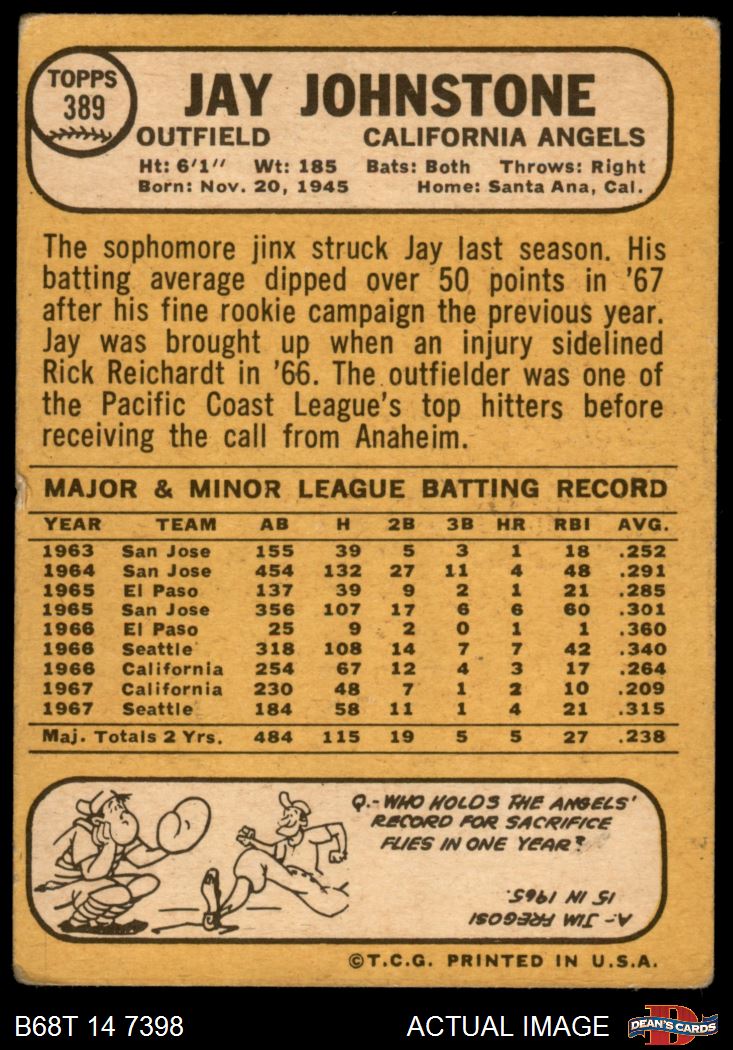 TOPPS
389
JAY JOHNSTONE
OUTFIELD CALIFORNIA ANGELS
Ht: 6'1" Wt: 185 Bats: Both Throws: Right
Born: Nov. 20, 1945 Home: Santa Ana, Cal.
The sophomore jinx struck Jay last season. His
batting average dipped over 50 points in '67
after his fine rookie campaign the previous year.
Jay was brought up when an injury sidelined
Rick Reichardt in '66. The outfielder was one of
the Pacific Coast League's top hitters before
receiving the call from Anaheim.
MAJOR & MINOR LEAGUE BATTING RECORD
YEAR TEAM AB H 2B 3B HR RBI AVG.
1963 San Jose 155 39 5 3 1 18 .252
1964 San Jose 454 132 27 11 4 48 .291
1965 El Paso 137 39 9 2 1 21 .285
1965 San Jose 356 107 17 6 6 60 .301
1966 El Paso 25 9 2 0 1 1 .360
1966 Seattle 318 108 14 7 7 42 .340
1966 California 254 67 12 4 3 17 .264
1967 California 230 48 7 1 2 10 .209
1967 Seattle 184 58 11 1 4 21 .315
Maj. Totals 2 Yrs. 484 115 19 5 5 27 .238
Q.-WHO HOLDS THE ANGELS'
RECORD FOR SACRIFICE
FLIES IN ONE YEAR?
A.- JIM FREGOSI
15 IN 1965.
©T.C.G. PRINTED IN U.S.A.
B68T 14 7398 ACTUAL IMAGE
D
DEAN'S CARDS